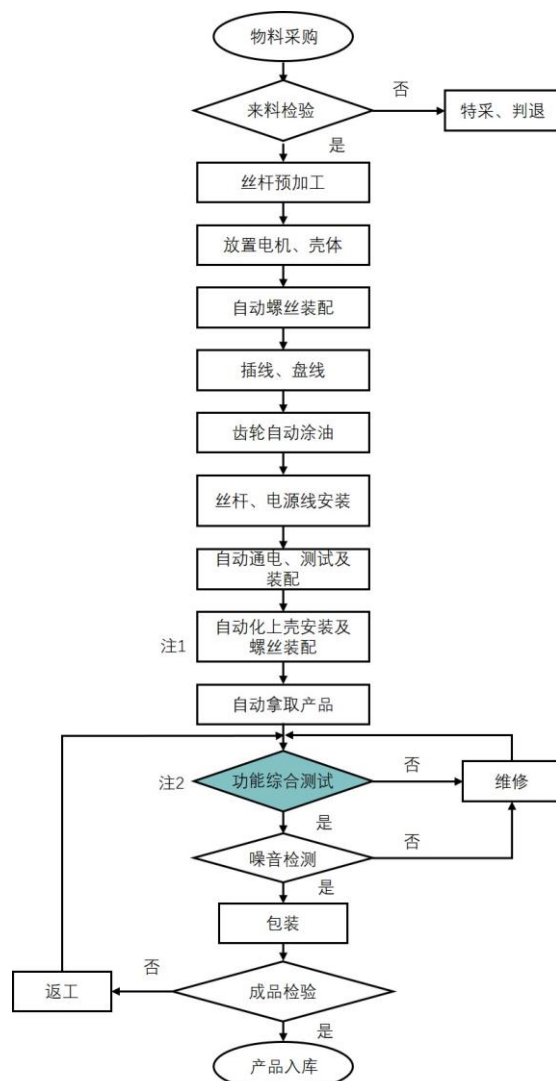 物料采购
来料检验
否
特采、判退
是
丝杆预加工
放置电机、壳体
自动螺丝装配
插线、盘线
齿轮自动涂油
丝杆、电源线安装
自动通电、测试及
装配
注1
自动化上壳安装及
螺丝装配
自动拿取产品
注2
功能综合测试
否
维修
是
噪音检测
否
是
包装
返工
否
成品检验
是
产品入库